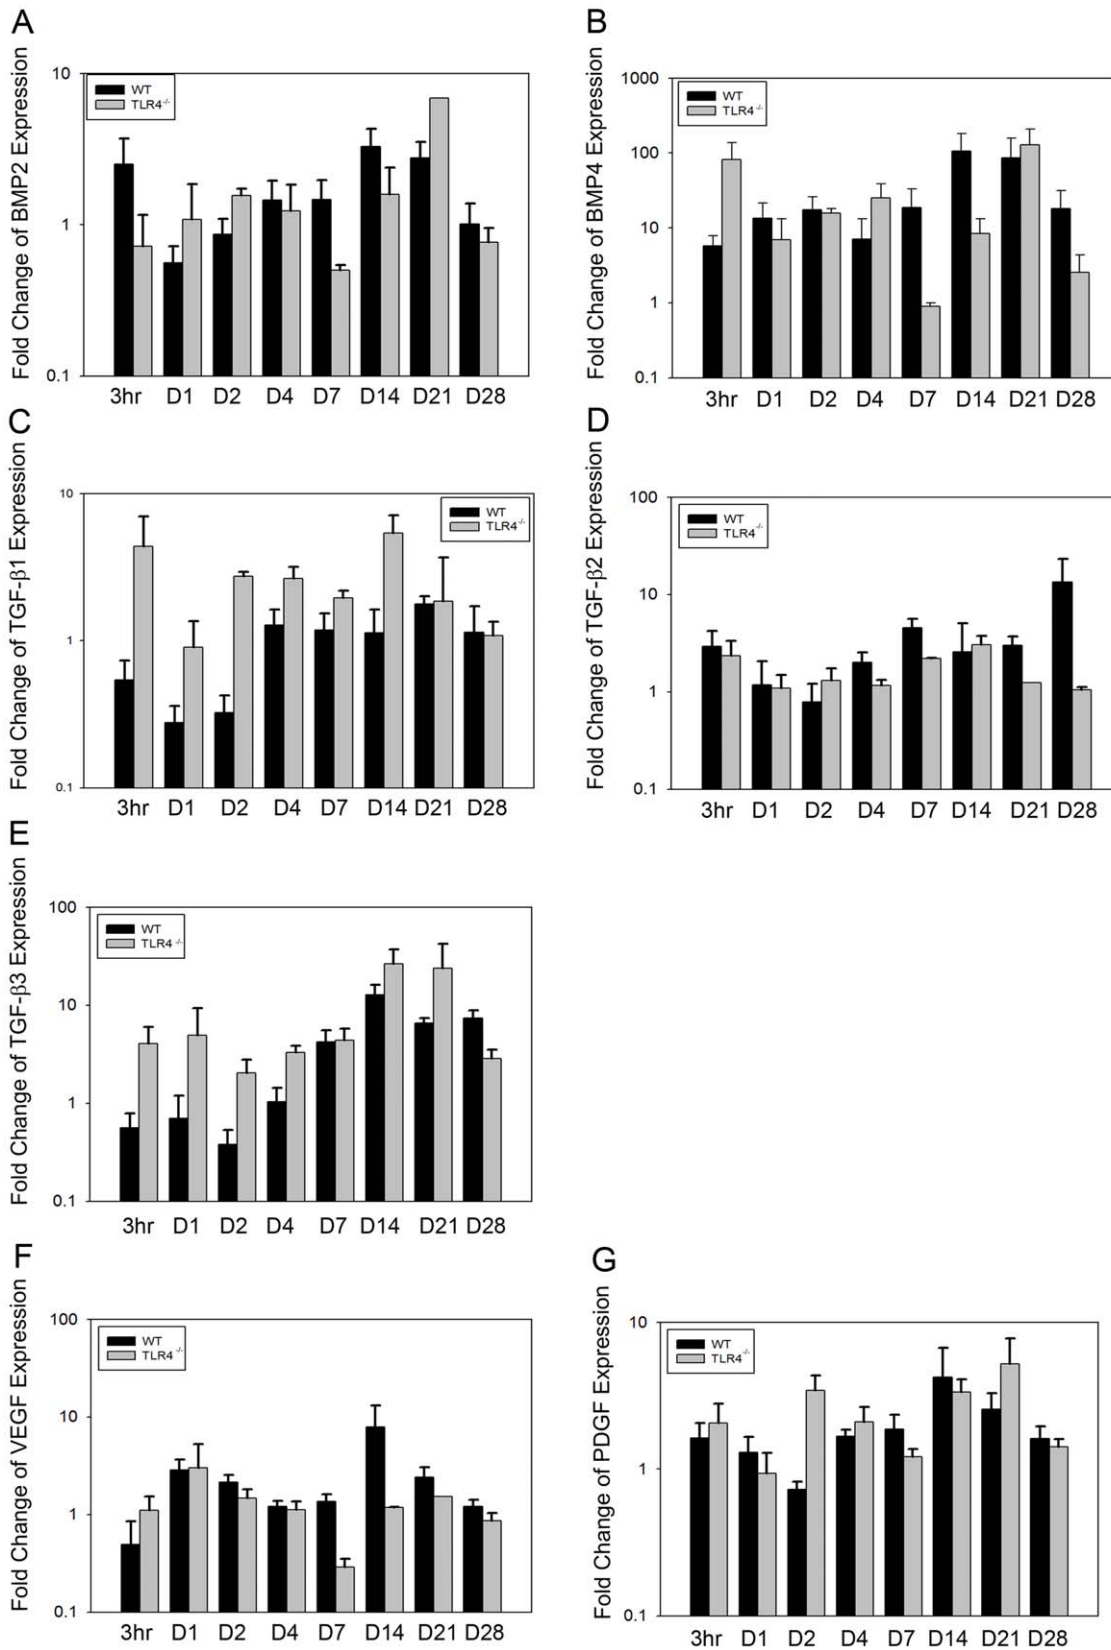 A
Fold Change of BMP2 Expression
10
1
0.1
WT
TLR4-/-
3hr D1 D2 D4 D7 D14 D21 D28
B
Fold Change of BMP4 Expression
1000
100
10
1
0.1
WT
TLR4-/-
3hr D1 D2 D4 D7 D14 D21 D28
C
Fold Change of TGF-β1 Expression
10
1
0.1
WT
TLR4-/-
3hr D1 D2 D4 D7 D14 D21 D28
D
Fold Change of TGF-β2 Expression
100
10
1
0.1
WT
TLR4-/-
3hr D1 D2 D4 D7 D14 D21 D28
E
Fold Change of TGF-β3 Expression
100
10
1
0.1
WT
TLR4-/-
3hr D1 D2 D4 D7 D14 D21 D28
F
Fold Change of VEGF Expression
100
10
1
0.1
WT
TLR4-/-
3hr D1 D2 D4 D7 D14 D21 D28
G
Fold Change of PDGF Expression
10
1
0.1
WT
TLR4-/-
3hr D1 D2 D4 D7 D14 D21 D28